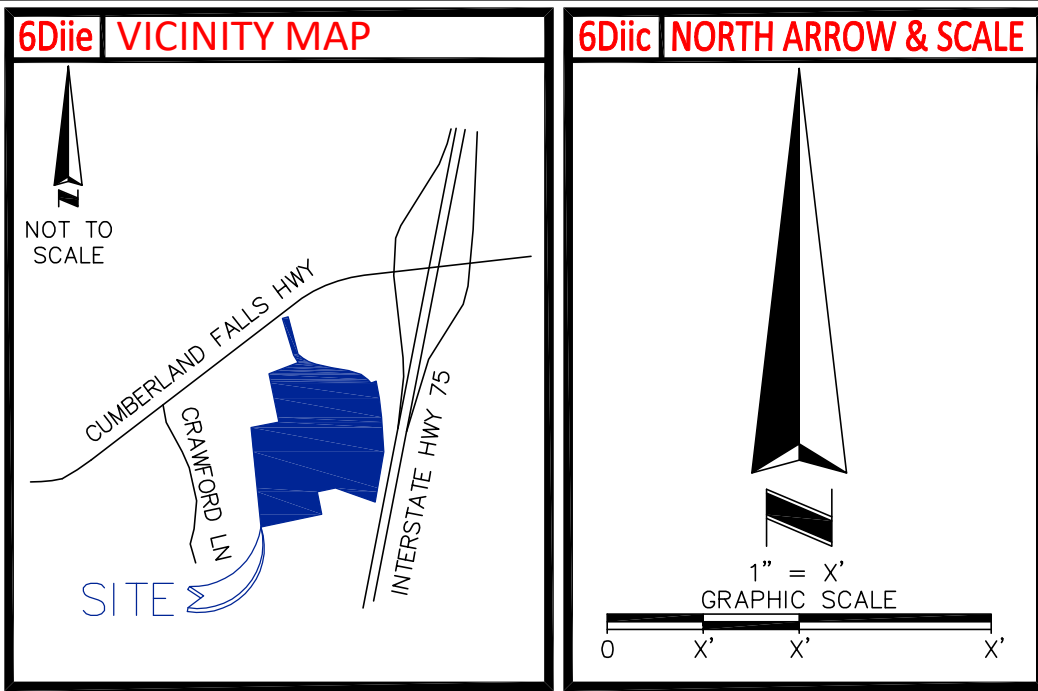 6Diie VICINITY MAP
N
NOT TO
SCALE
CUMBERLAND FALLS HWY
CRAWFORD LN
INTERSTATE HWY 75
SITE
6Diic NORTH ARROW & SCALE
N
1" = X'
GRAPHIC SCALE
0 X' X' X'